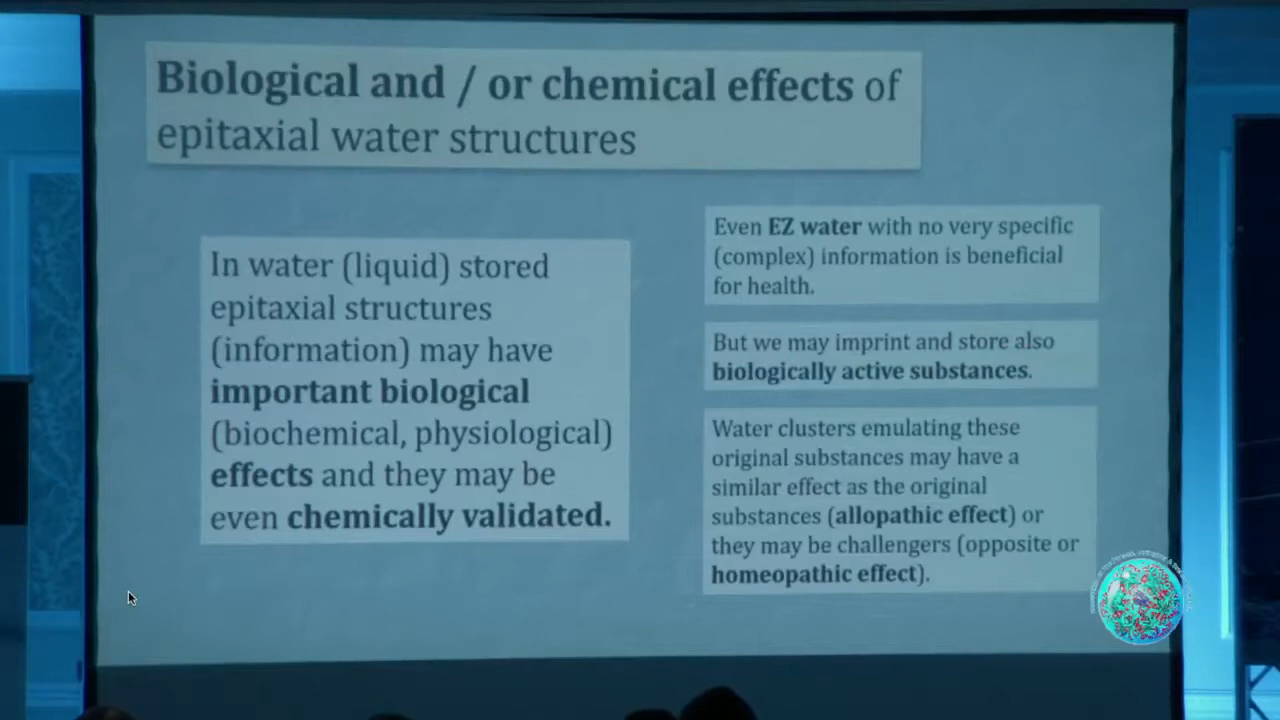 Biological and / or chemical effects of
epitaxial water structures
In water (liquid) stored
epitaxial structures
(information) may have
important biological
(biochemical, physiological)
effects and they may be
even chemically validated.
Even EZ water with no very specific
(complex) information is beneficial
for health.
But we may imprint and store also
biologically active substances.
Water clusters emulating these
original substances may have a
similar effect as the original
substances (allopathic effect) or
they may be challengers (opposite or
homeopathic effect).